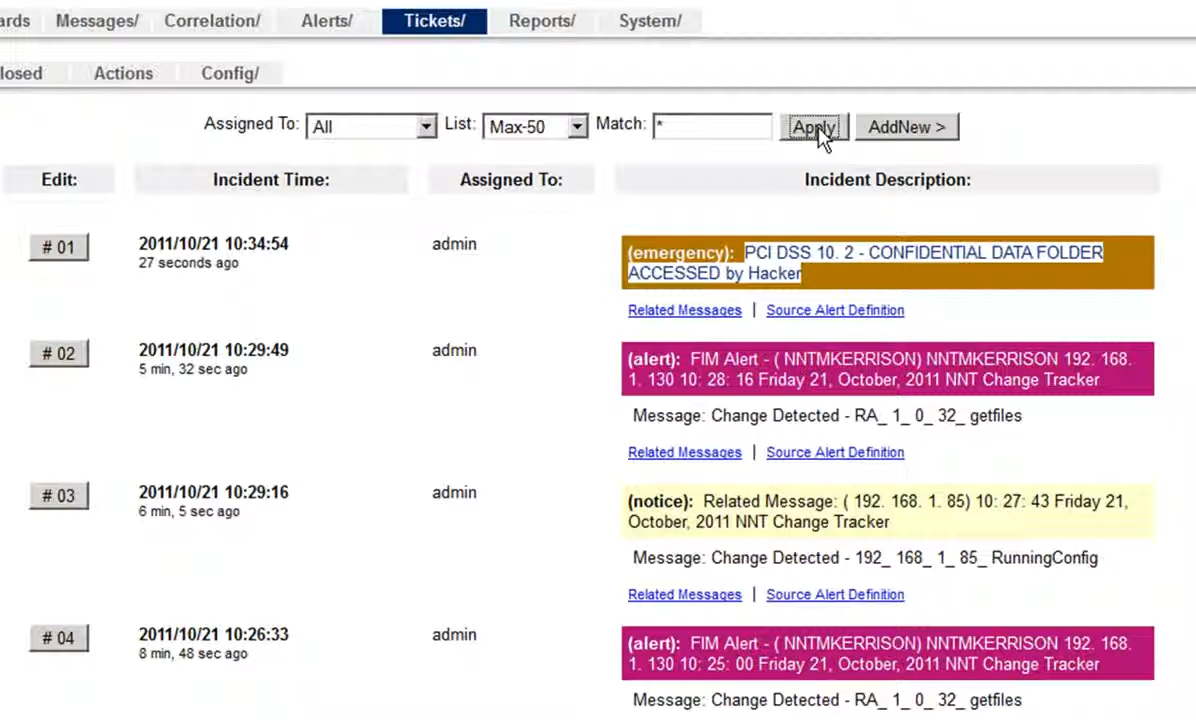 ards Messages/ Correlation/ Alerts/ Tickets/ Reports/ System/
losed Actions Config/
Assigned To: All List: Max-50 Match: * Apply AddNew >
Edit: Incident Time: Assigned To: Incident Description:
# 01 2011/10/21 10:34:54 admin (emergency): PCI DSS 10. 2 - CONFIDENTIAL DATA FOLDER
27 seconds ago ACCESSED by Hacker
Related Messages | Source Alert Definition
# 02 2011/10/21 10:29:49 admin (alert): FIM Alert - ( NNTMKERRISON) NNTMKERRISON 192. 168.
5 min, 32 sec ago 1. 130 10: 28: 16 Friday 21, October, 2011 NNT Change Tracker
Message: Change Detected - RA_ 1_ 0_ 32_ getfiles
Related Messages | Source Alert Definition
# 03 2011/10/21 10:29:16 admin (notice): Related Message: ( 192. 168. 1. 85) 10: 27: 43 Friday 21,
6 min, 5 sec ago October, 2011 NNT Change Tracker
Message: Change Detected - 192_ 168_ 1_ 85_ RunningConfig
Related Messages | Source Alert Definition
# 04 2011/10/21 10:26:33 admin (alert): FIM Alert - ( NNTMKERRISON) NNTMKERRISON 192. 168.
8 min, 48 sec ago 1. 130 10: 25: 00 Friday 21, October, 2011 NNT Change Tracker
Message: Change Detected - RA_ 1_ 0_ 32_ getfiles